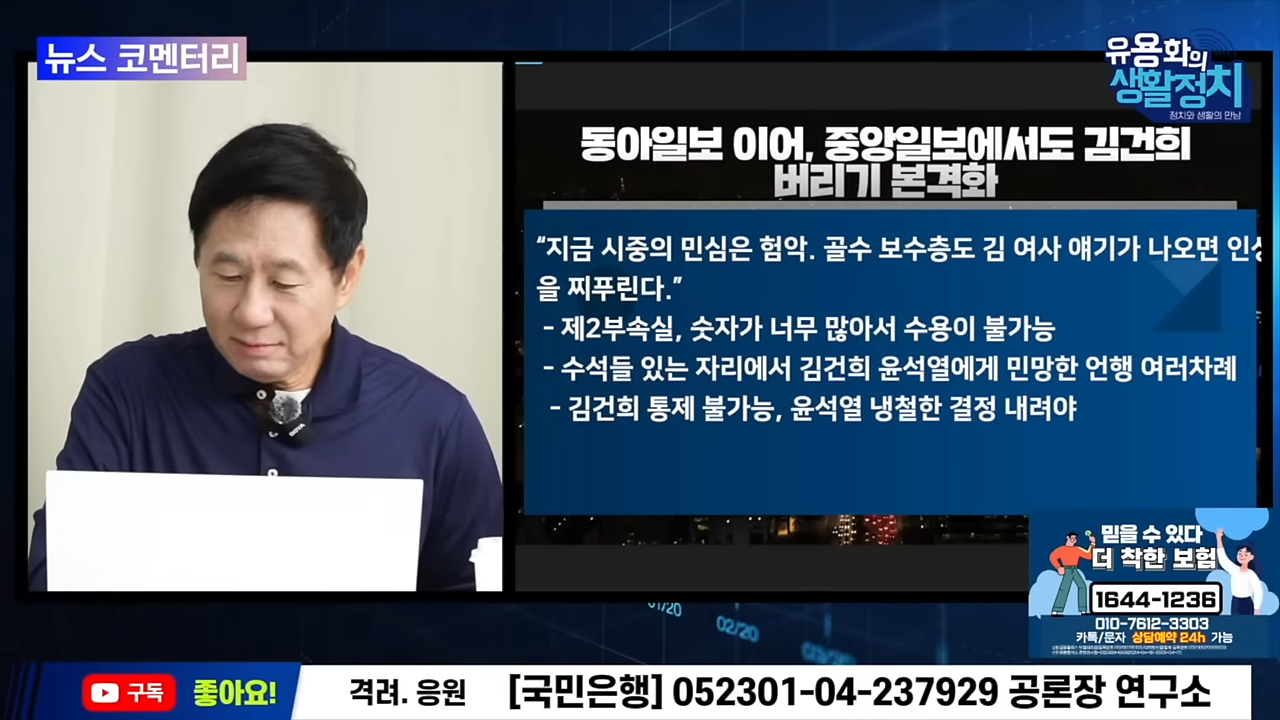 뉴스 코멘터리
유용화의
생활정치
정치와 생활의 만남
동아일보 이어, 중앙일보에서도 김건희
버리기 본격화
“지금 시중의 민심은 험악. 골수 보수층도 김 여사 얘기가 나오면 인상
을 찌푸린다.”
- 제2부속실, 숫자가 너무 많아서 수용이 불가능
- 수석들 있는 자리에서 김건희 윤석열에게 민망한 언행 여러차례
- 김건희 통제 불가능, 윤석열 냉철한 결정 내려야
BOYA
믿을 수 있다
더 착한 보험
1644-1236
010-7612-3303
카톡/문자 상담예약 24h 가능
01/20
02/20
구독 좋아요! 격려. 응원 [국민은행] 052301-04-237929 공론장 연구소